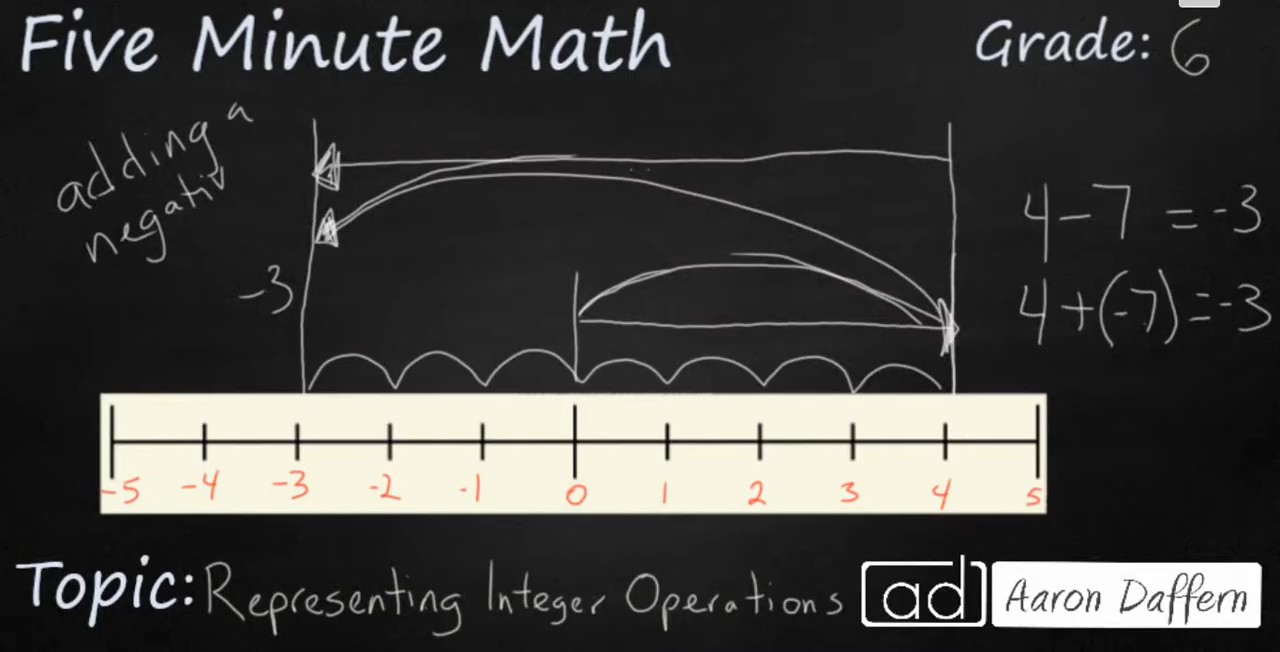 Five Minute Math
Grade: 6
adding a
negativ
4-7 = -3
4+(-7)=-3
-3
-5 -4 -3 -2 -1 0 1 2 3 4 5
Topic: Representing Integer Operations
ad Aaron Daffern